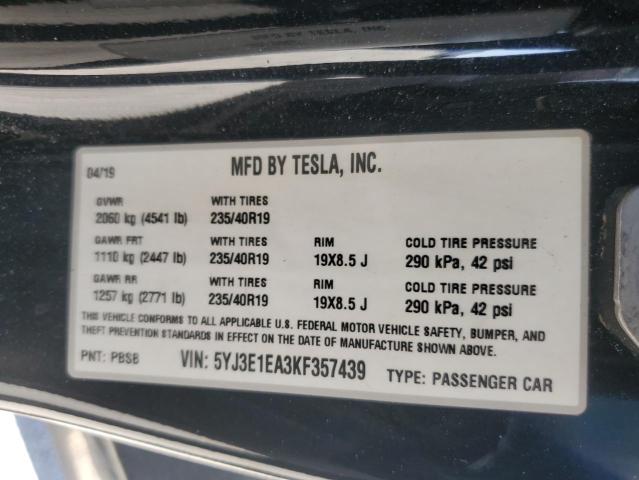 MFD BY TESLA, INC
04/19 MFD BY TESLA, INC.
GVWR WITH TIRES
2060 kg (4541 lb) 235/40R19
GAWR FRT WITH TIRES RIM COLD TIRE PRESSURE
1110 kg (2447 lb) 235/40R19 19X8.5 J 290 kPa, 42 psi
GAWR RR WITH TIRES RIM COLD TIRE PRESSURE
1257 kg (2771 lb) 235/40R19 19X8.5 J 290 kPa, 42 psi
THIS VEHICLE CONFORMS TO ALL APPLICABLE U.S. FEDERAL MOTOR VEHICLE SAFETY, BUMPER, AND
THEFT PREVENTION STANDARDS IN EFFECT ON THE DATE OF MANUFACTURE SHOWN ABOVE.
PNT: PBSB VIN: 5YJ3E1EA3KF357439 TYPE: PASSENGER CAR